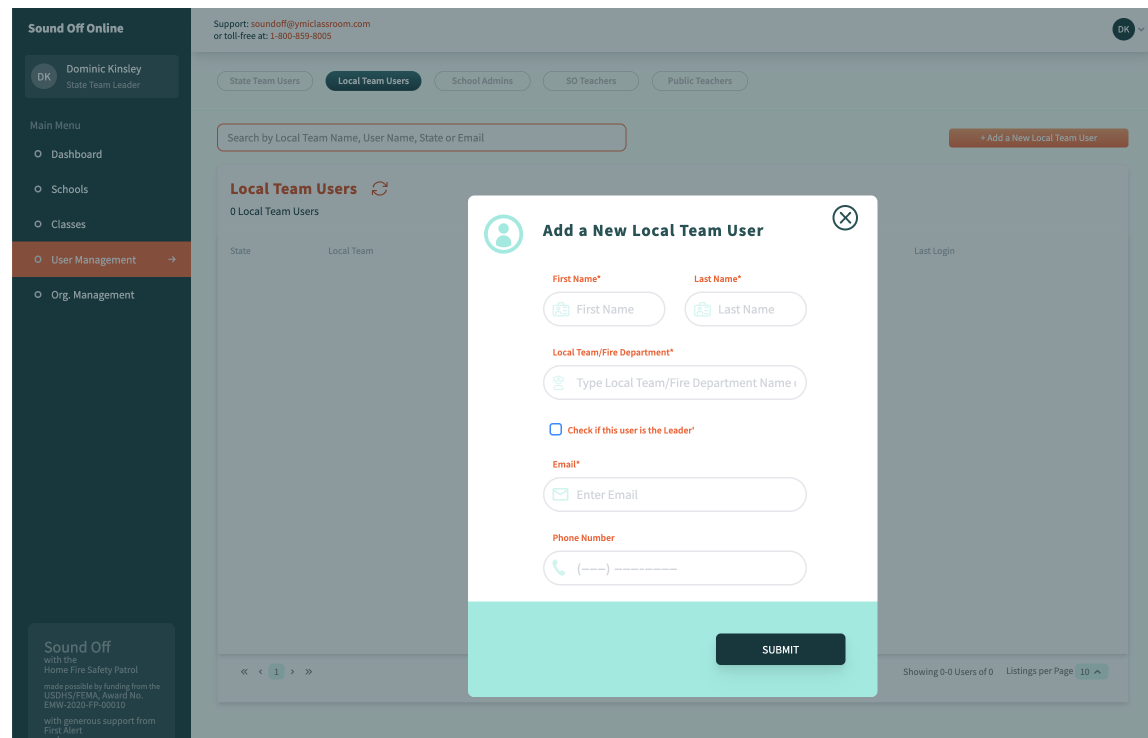 Sound Off Online
DK
Dominic Kinsley
State Team Leader
Main Menu
Dashboard
Schools
Classes
User Management →
Org. Management
Sound Off
with the
Home Fire Safety Patrol
made possible by funding from the
USDHS/FEMA, Award No.
EMW-2020-FP-00010
with generous support from
First Alert
Support: soundoff@ymiclassroom.com
or toll-free at: 1-800-859-8005
DK
State Team Users
Local Team Users
School Admins
SO Teachers
Public Teachers
Search by Local Team Name, User Name, State or Email
+ Add a New Local Team User
Local Team Users
0 Local Team Users
State
Local Team
Last Login
Add a New Local Team User
First Name*
Last Name*
First Name
Last Name
Local Team/Fire Department*
Type Local Team/Fire Department Name
Check if this user is the Leader'
Email*
Enter Email
Phone Number
(___) ___-____
SUBMIT
« ‹ 1 › »
Showing 0-0 Users of 0
Listings per Page 10